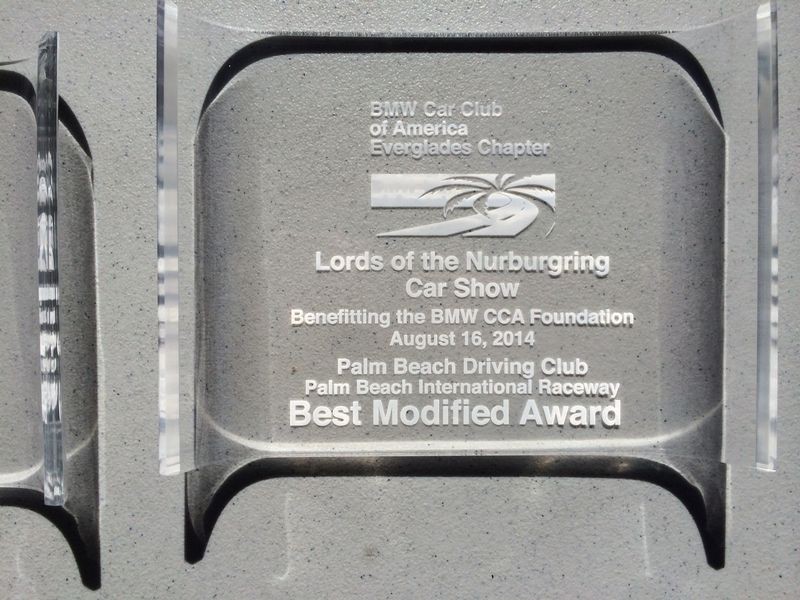 BMW Car Club
of America
Everglades Chapter
Lords of the Nurburgring
Car Show
Benefitting the BMW CCA Foundation
August 16, 2014
Palm Beach Driving Club
Palm Beach International Raceway
Best Modified Award